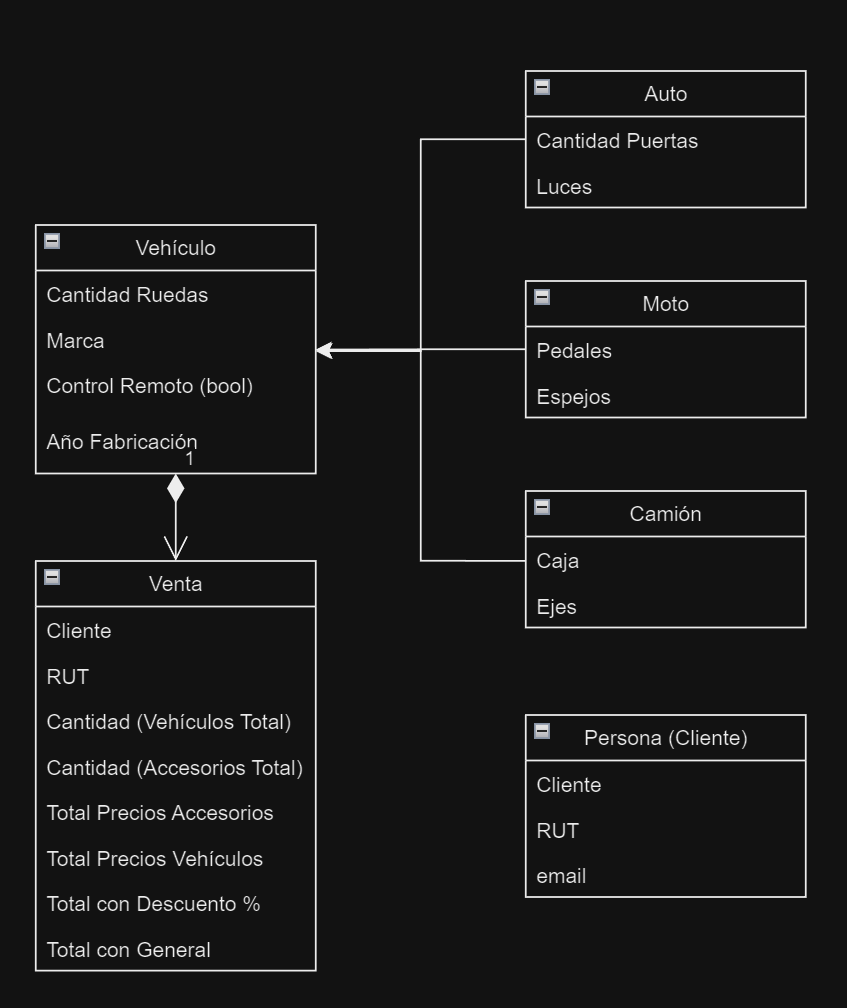 Auto
Cantidad Puertas
Luces
Vehículo
Cantidad Ruedas
Marca
Control Remoto (bool)
Año Fabricación
1
Moto
Pedales
Espejos
Camión
Caja
Ejes
Venta
Cliente
RUT
Cantidad (Vehículos Total)
Cantidad (Accesorios Total)
Total Precios Accesorios
Total Precios Vehículos
Total con Descuento %
Total con General
Persona (Cliente)
Cliente
RUT
email